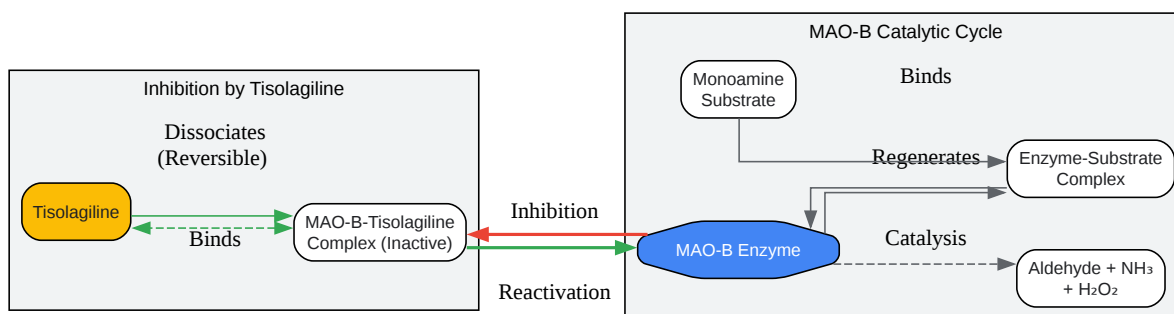 Inhibition by Tisolagiline
Dissociates
(Reversible)
Tisolagiline
Binds
MAO-B-Tisolagiline
Complex (Inactive)
Inhibition
Reactivation
MAO-B Catalytic Cycle
Monoamine
Substrate
Binds
Regenerates
Enzyme-Substrate
Complex
MAO-B Enzyme
Catalysis
Aldehyde + NH₃
+ H₂O₂